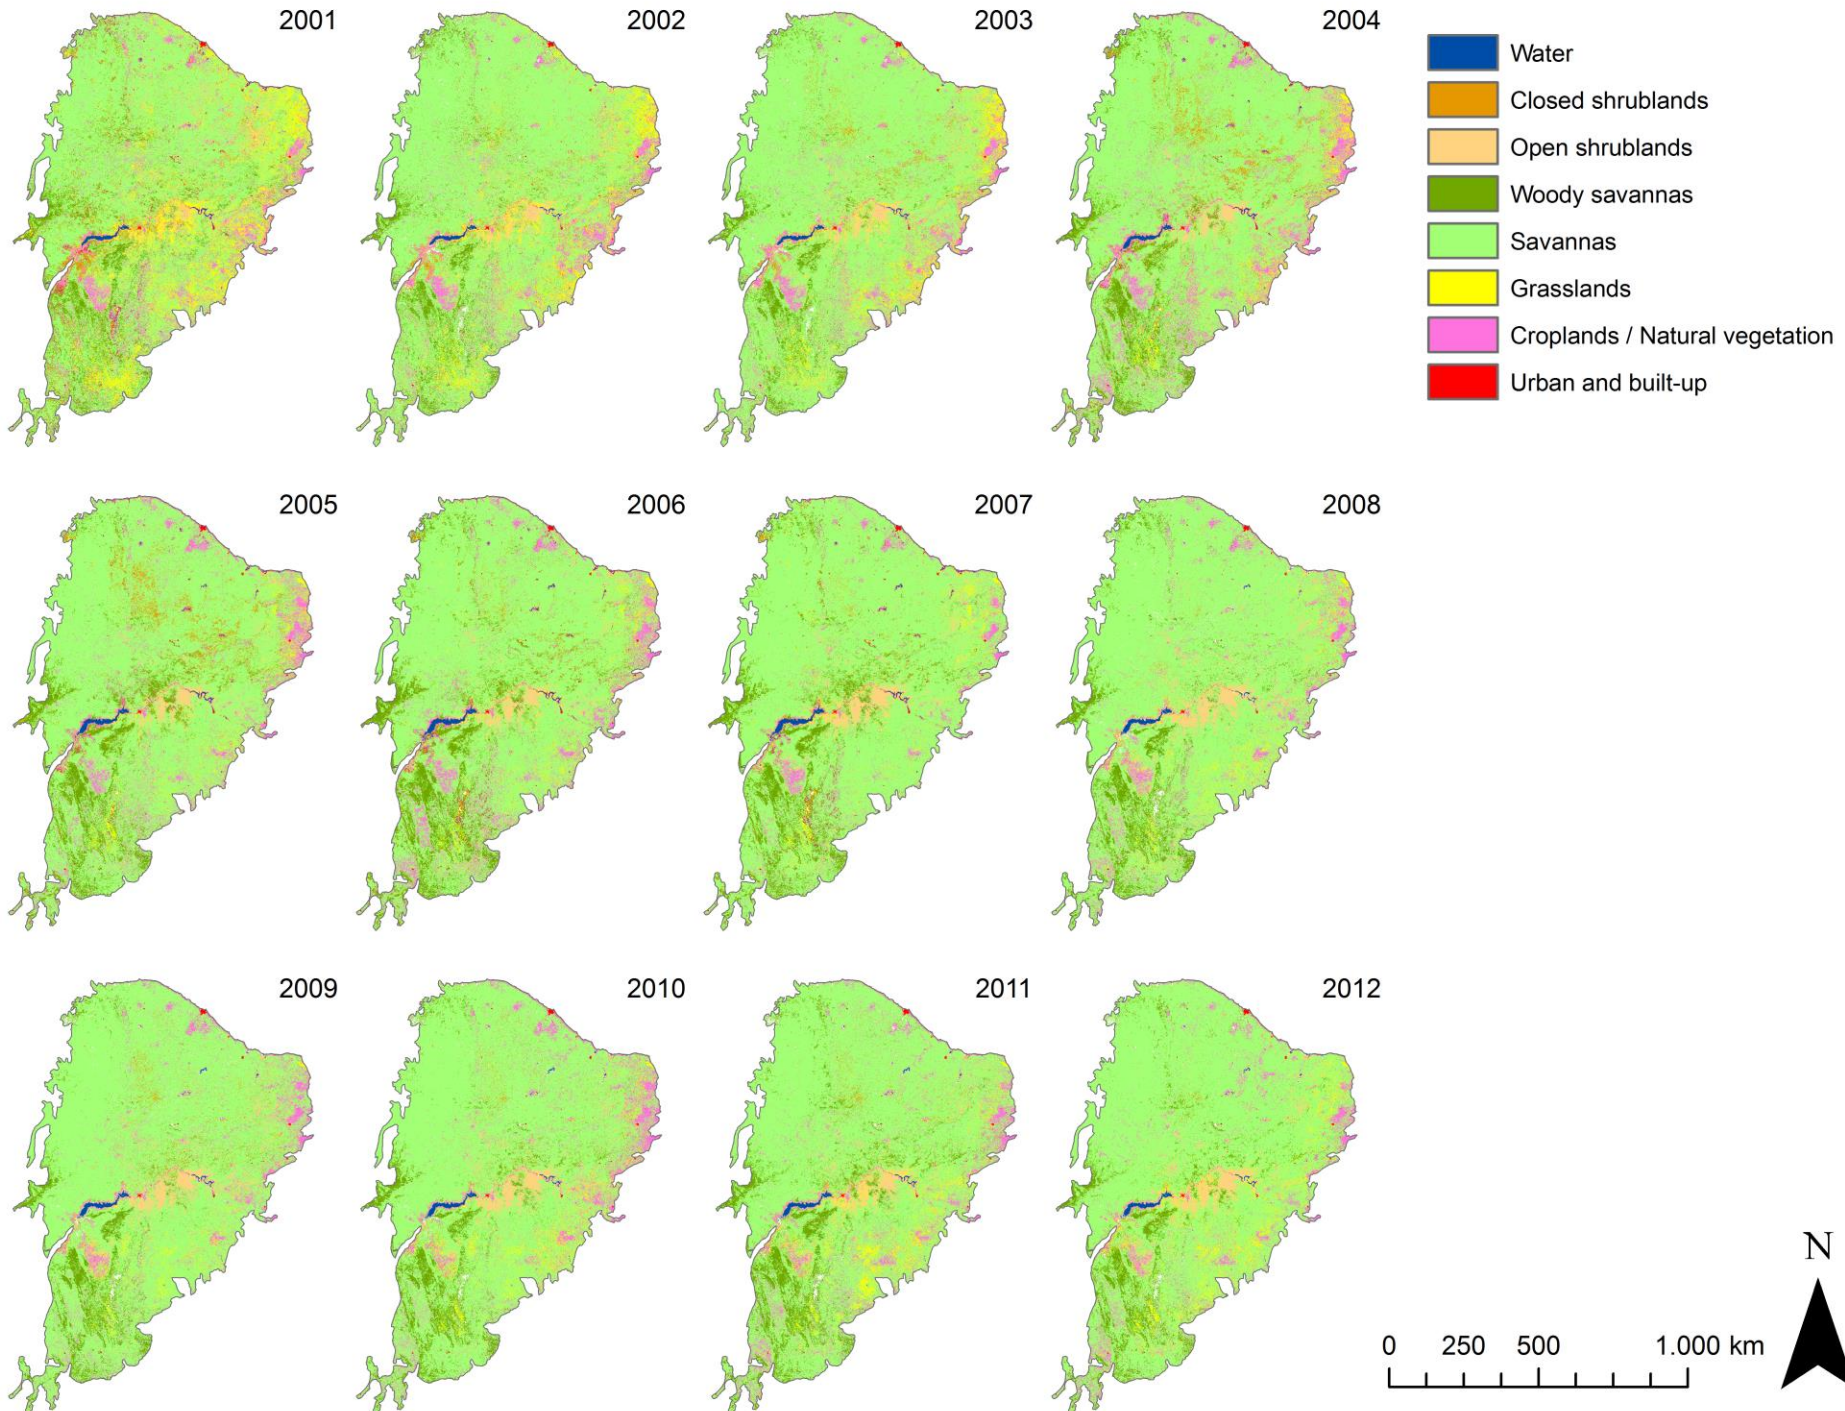 2001
2002
2003
2004
Water
Closed shrublands
Open shrublands
Woody savannas
Savannas
Grasslands
Croplands / Natural vegetation
Urban and built-up
2005
2006
2007
2008
2009
2010
2011
2012
N
0 250 500 1.000 km